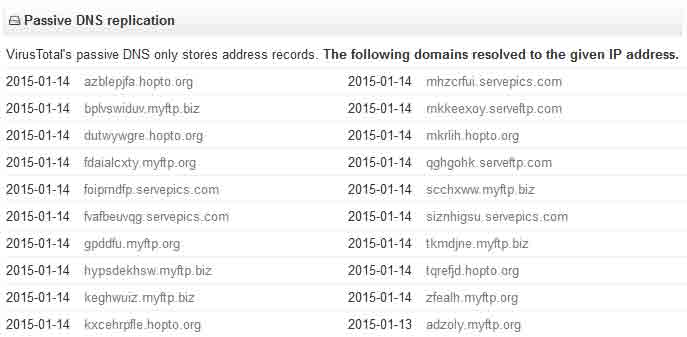 Passive DNS replication
VirusTotal's passive DNS only stores address records. The following domains resolved to the given IP address.
2015-01-14 azblepjfa.hopto.org 2015-01-14 mhzcrfui.servepics.com
2015-01-14 bplvswiduv.myftp.biz 2015-01-14 mkkeexoy.serveftp.com
2015-01-14 dutwywgre.hopto.org 2015-01-14 mkrlih.hopto.org
2015-01-14 fdaialcxty.myftp.org 2015-01-14 qghgohk.serveftp.com
2015-01-14 foiprndfp.servepics.com 2015-01-14 scchxww.myftp.biz
2015-01-14 fvafbeuvqg.servepics.com 2015-01-14 siznhigsu.servepics.com
2015-01-14 gpddfu.myftp.org 2015-01-14 tkmdjne.myftp.biz
2015-01-14 hypsdekhsw.myftp.biz 2015-01-14 tqrefjd.hopto.org
2015-01-14 keghwuiz.myftp.biz 2015-01-14 zfealh.myftp.org
2015-01-14 kxcehrpfle.hopto.org 2015-01-13 adzoly.myftp.org